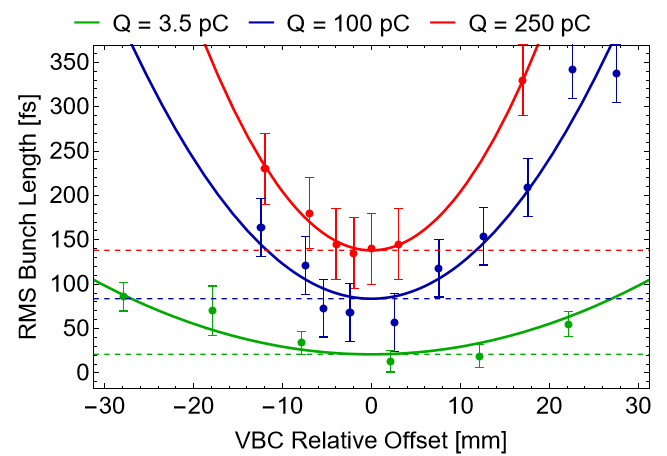 Q = 3.5 pC Q = 100 pC Q = 250 pC
350
300
250
200
150
100
50
0
RMS Bunch Length [fs]
−30 −20 −10 0 10 20 30
VBC Relative Offset [mm]